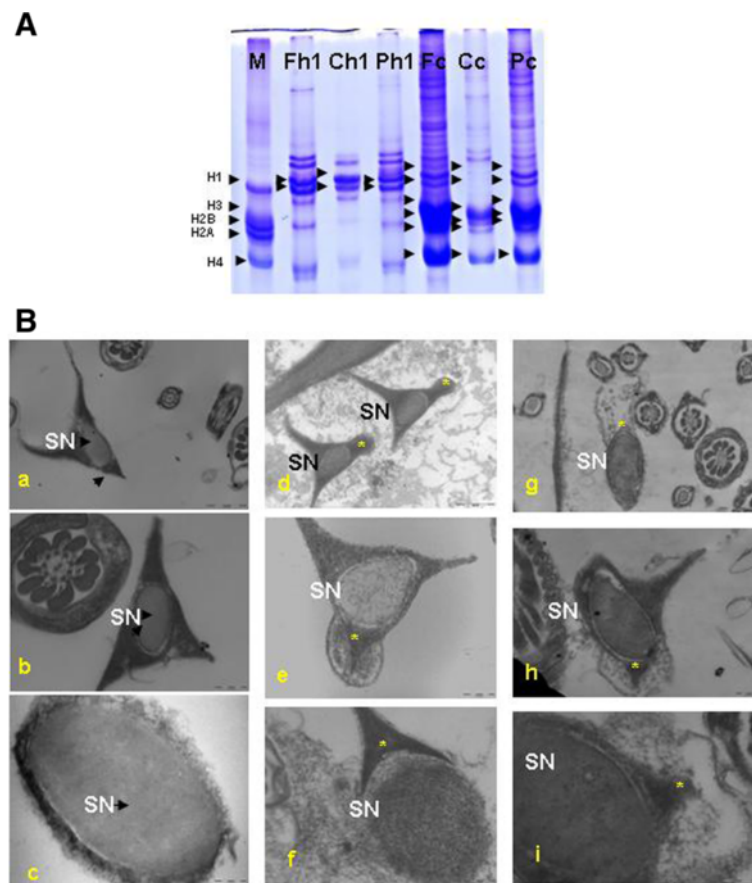 A
M Fh1 Ch1 Ph1 Fc Cc Pc
H1
H3
H2B
H2A
H4
B
SN
a
SN
SN
d
SN
g
SN
b
SN
e
SN
h
SN
c
SN
f
SN
i